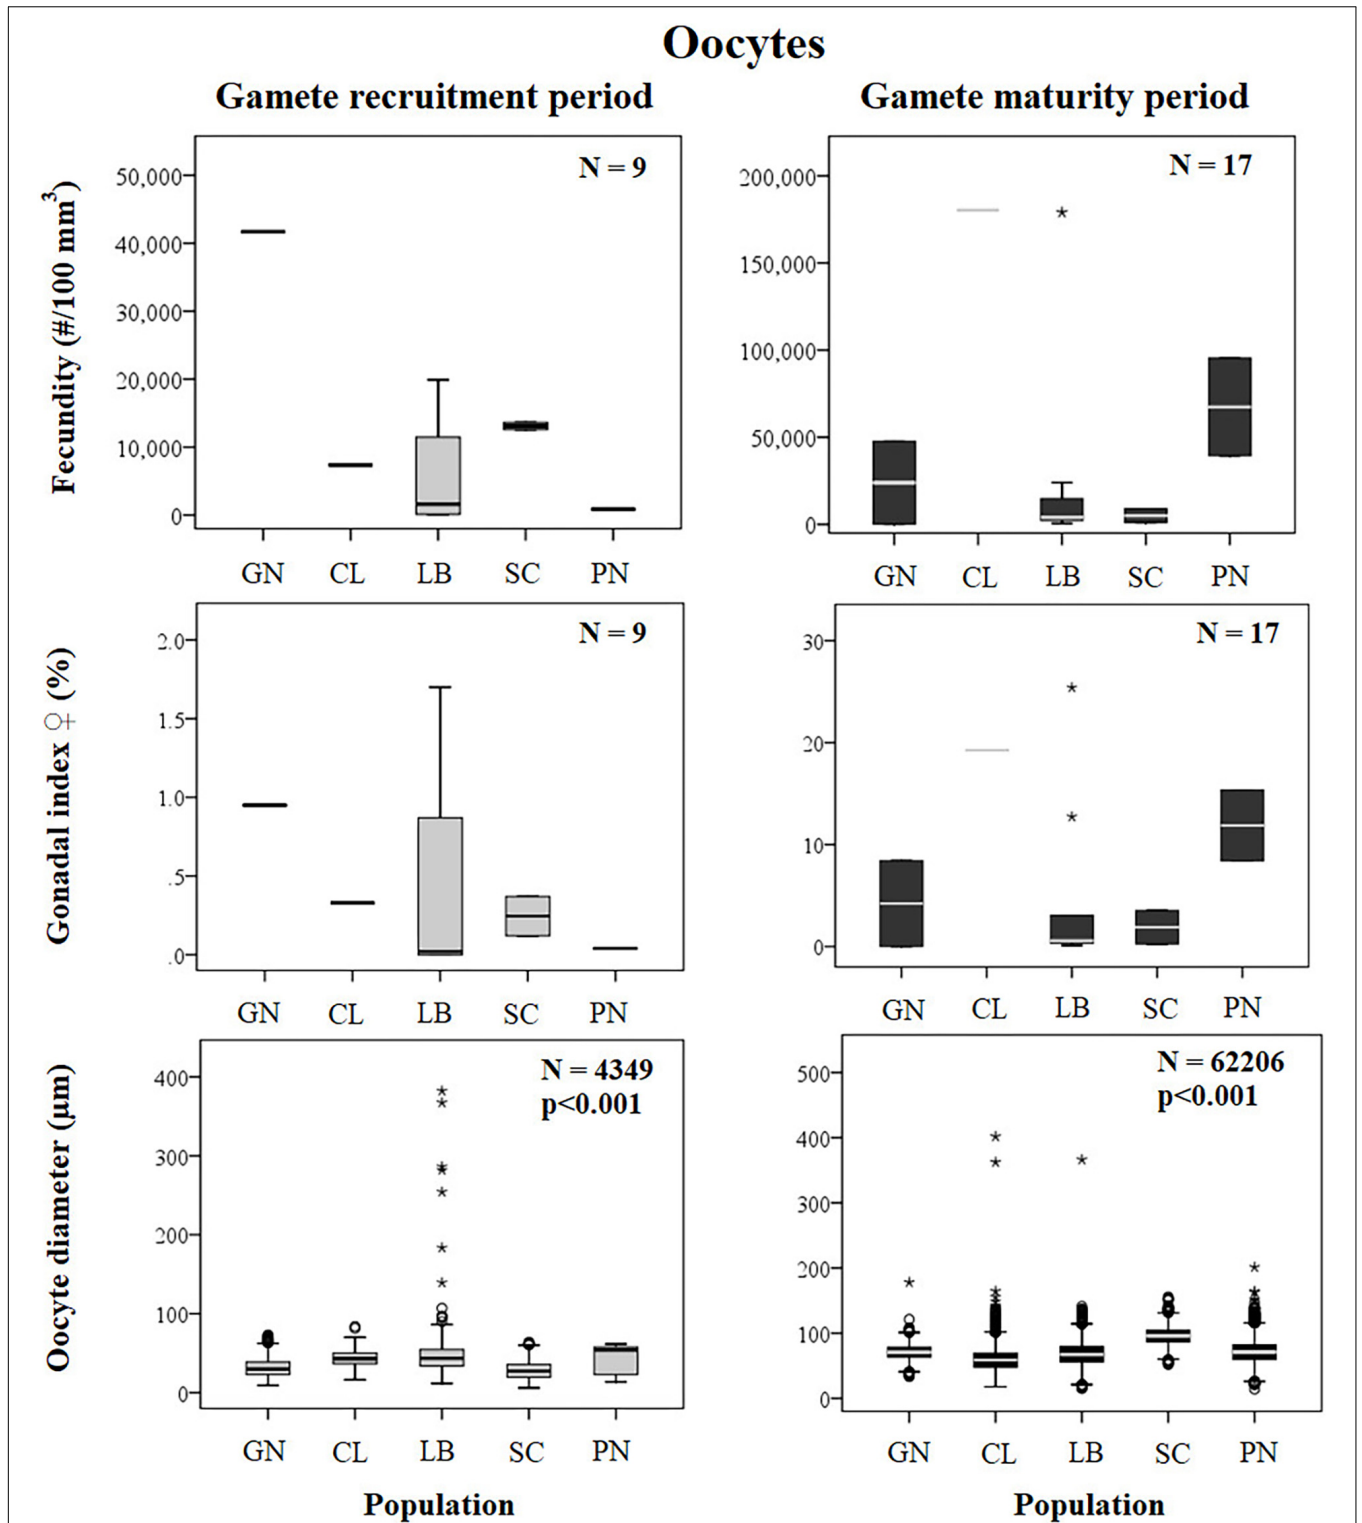 Oocytes
Gamete recruitment period
Gamete maturity period
Fecundity (#/100 mm³)
50,000
40,000
30,000
20,000
10,000
0
N = 9
GN CL LB SC PN
200,000
150,000
100,000
50,000
0
N = 17
GN CL LB SC PN
Gonadal index ♀ (%)
2.0
1.5
1.0
.5
.0
N = 9
GN CL LB SC PN
30
20
10
0
N = 17
GN CL LB SC PN
Oocyte diameter (µm)
400
300
200
100
0
N = 4349
p<0.001
GN CL LB SC PN
Population
500
400
300
200
100
0
N = 62206
p<0.001
GN CL LB SC PN
Population